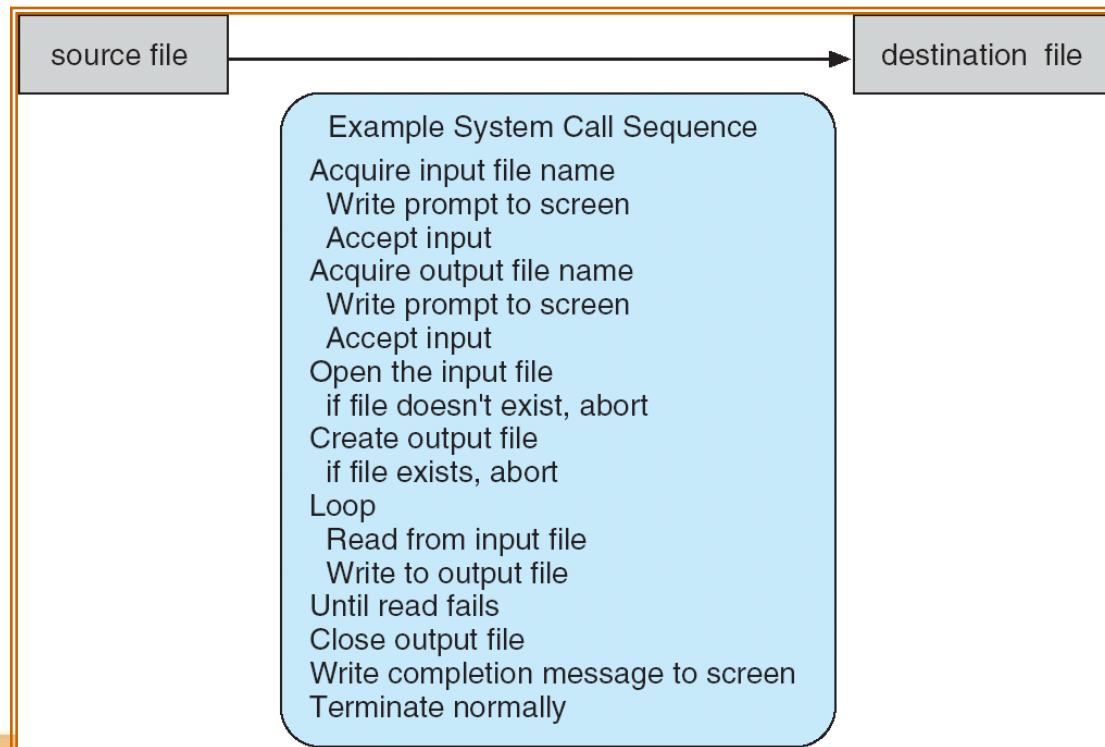 source file
destination file
Example System Call Sequence
Acquire input file name
Write prompt to screen
Accept input
Acquire output file name
Write prompt to screen
Accept input
Open the input file
if file doesn't exist, abort
Create output file
if file exists, abort
Loop
Read from input file
Write to output file
Until read fails
Close output file
Write completion message to screen
Terminate normally